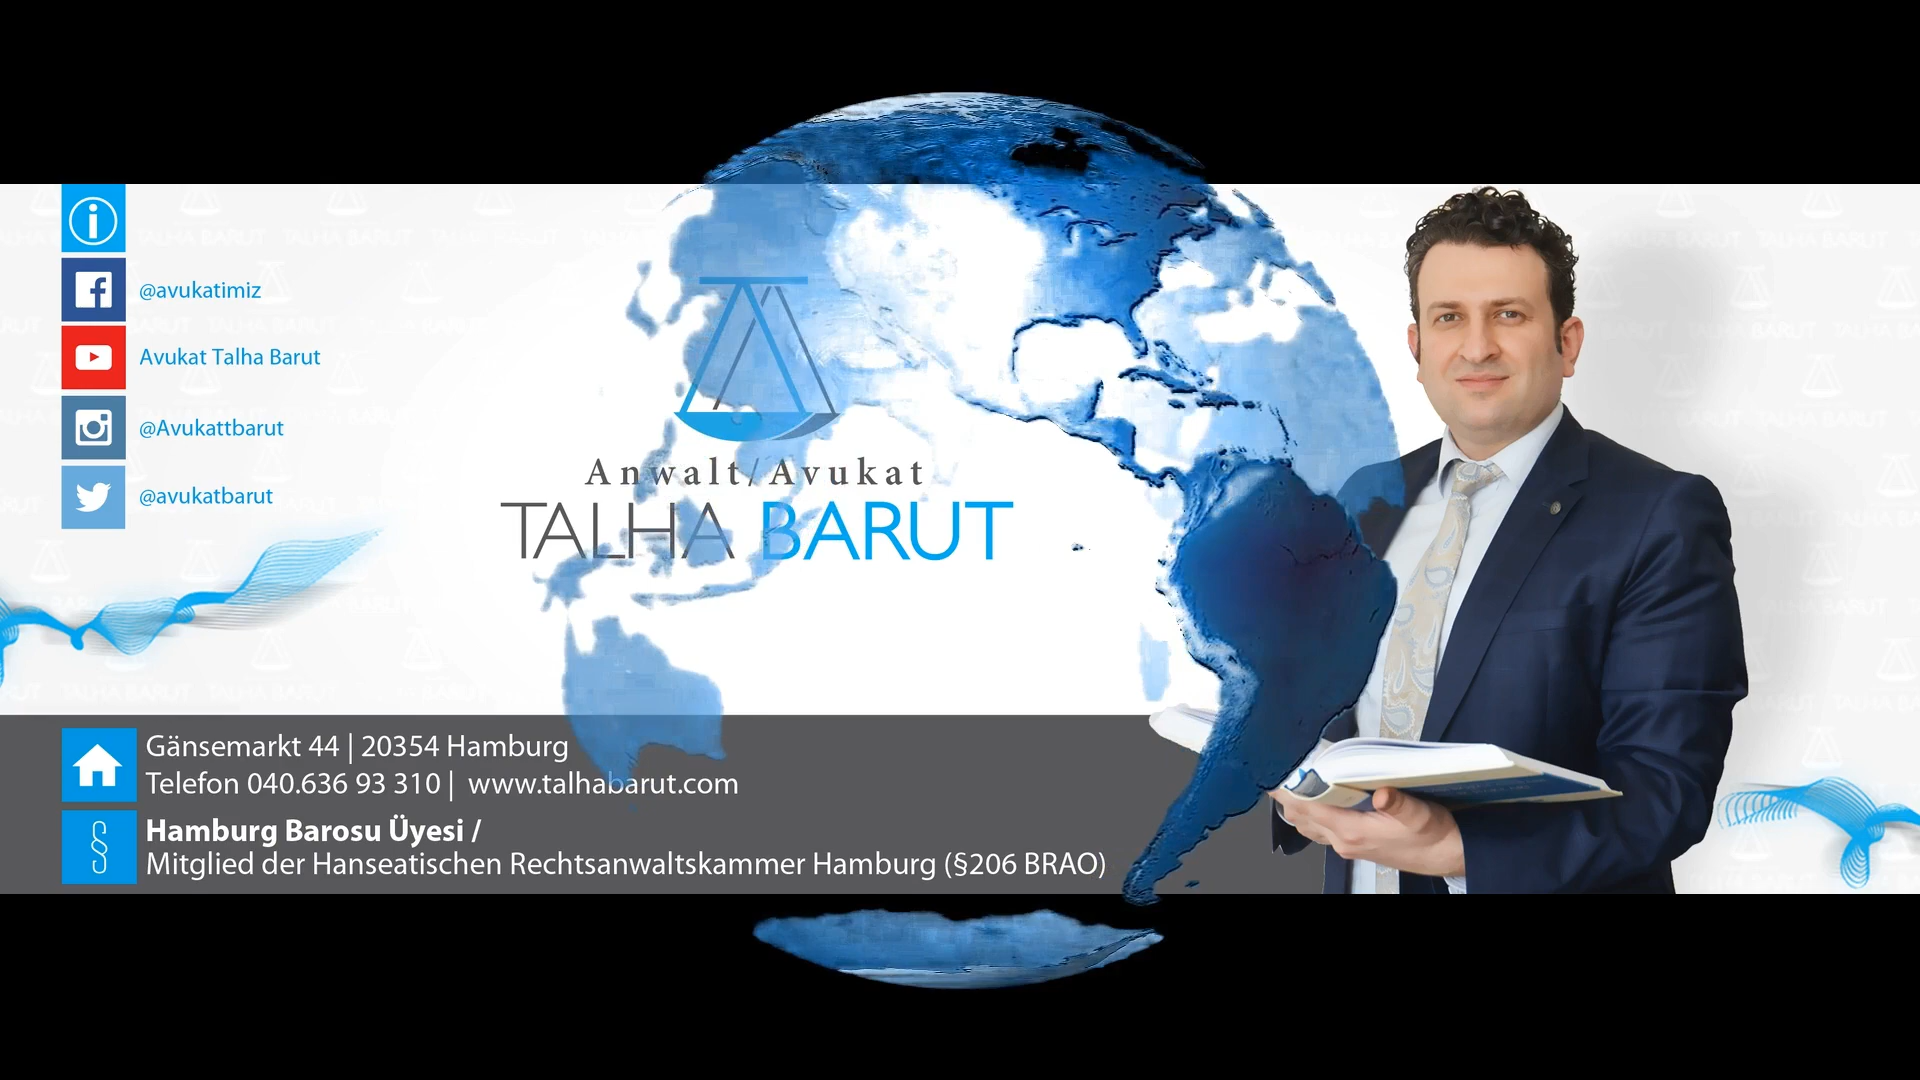 @avukatimiz
Avukat Talha Barut
@Avukattbarut
@avukatbarut
Anwalt/Avukat
TALHA BARUT
Gänsemarkt 44 | 20354 Hamburg
Telefon 040.636 93 310 | www.talhabarut.com
Hamburg Barosu Üyesi /
Mitglied der Hanseatischen Rechtsanwaltskammer Hamburg (§206 BRAO)